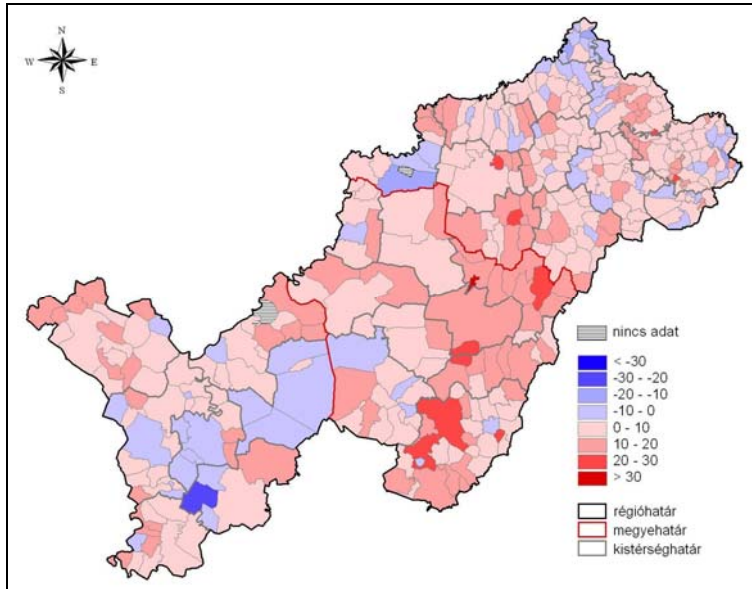 N
W E
S
nincs adat
< -30
-30 - -20
-20 - -10
-10 - 0
0 - 10
10 - 20
20 - 30
> 30
régióhatár
megyehatár
kistérséghatár